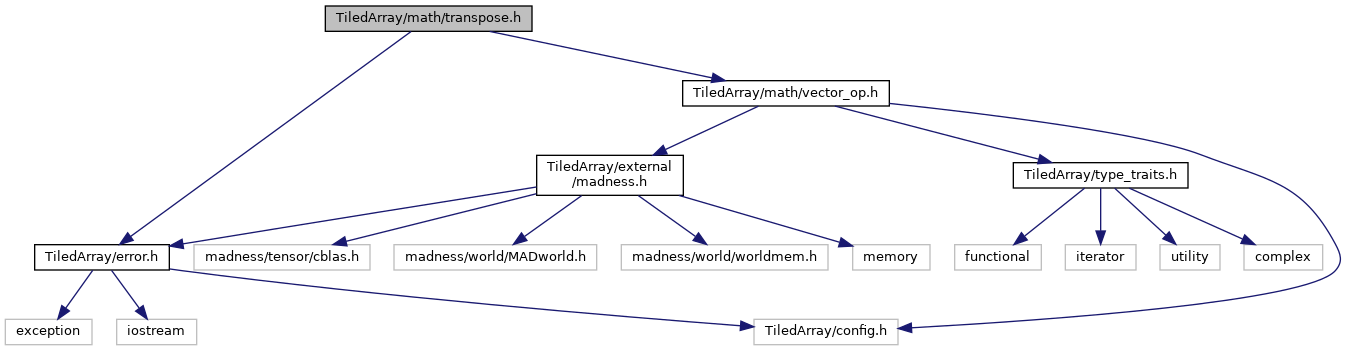 TiledArray/math/transpose.h
TiledArray/math/vector_op.h
TiledArray/external
/madness.h
TiledArray/type_traits.h
TiledArray/error.h
madness/tensor/cblas.h
madness/world/MADworld.h
madness/world/worldmem.h
memory
functional
iterator
utility
complex
exception
iostream
TiledArray/config.h